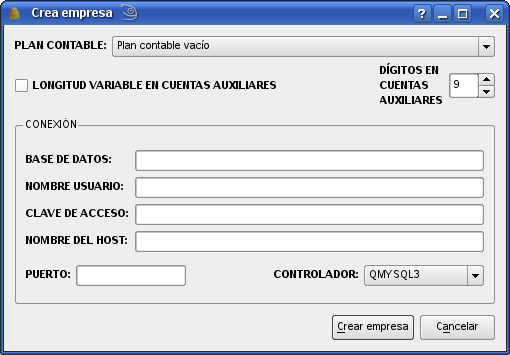 Crea empresa
PLAN CONTABLE: Plan contable vacío
LONGITUD VARIABLE EN CUENTAS AUXILIARES
DÍGITOS EN
CUENTAS
AUXILIARES
9
CONEXIÓN
BASE DE DATOS:
NOMBRE USUARIO:
CLAVE DE ACCESO:
NOMBRE DEL HOST:
PUERTO:
CONTROLADOR: QMYSQL3
Crear empresa
Cancelar